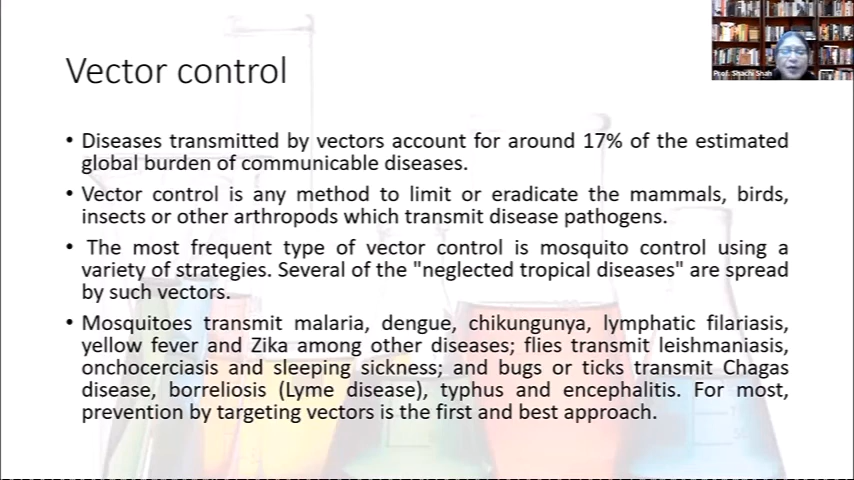 Prof. Shachi Shah
Vector control
• Diseases transmitted by vectors account for around 17% of the estimated
global burden of communicable diseases.
• Vector control is any method to limit or eradicate the mammals, birds,
insects or other arthropods which transmit disease pathogens.
• The most frequent type of vector control is mosquito control using a
variety of strategies. Several of the "neglected tropical diseases" are spread
by such vectors.
• Mosquitoes transmit malaria, dengue, chikungunya, lymphatic filariasis,
yellow fever and Zika among other diseases; flies transmit leishmaniasis,
onchocerciasis and sleeping sickness; and bugs or ticks transmit Chagas
disease, borreliosis (Lyme disease), typhus and encephalitis. For most,
prevention by targeting vectors is the first and best approach.